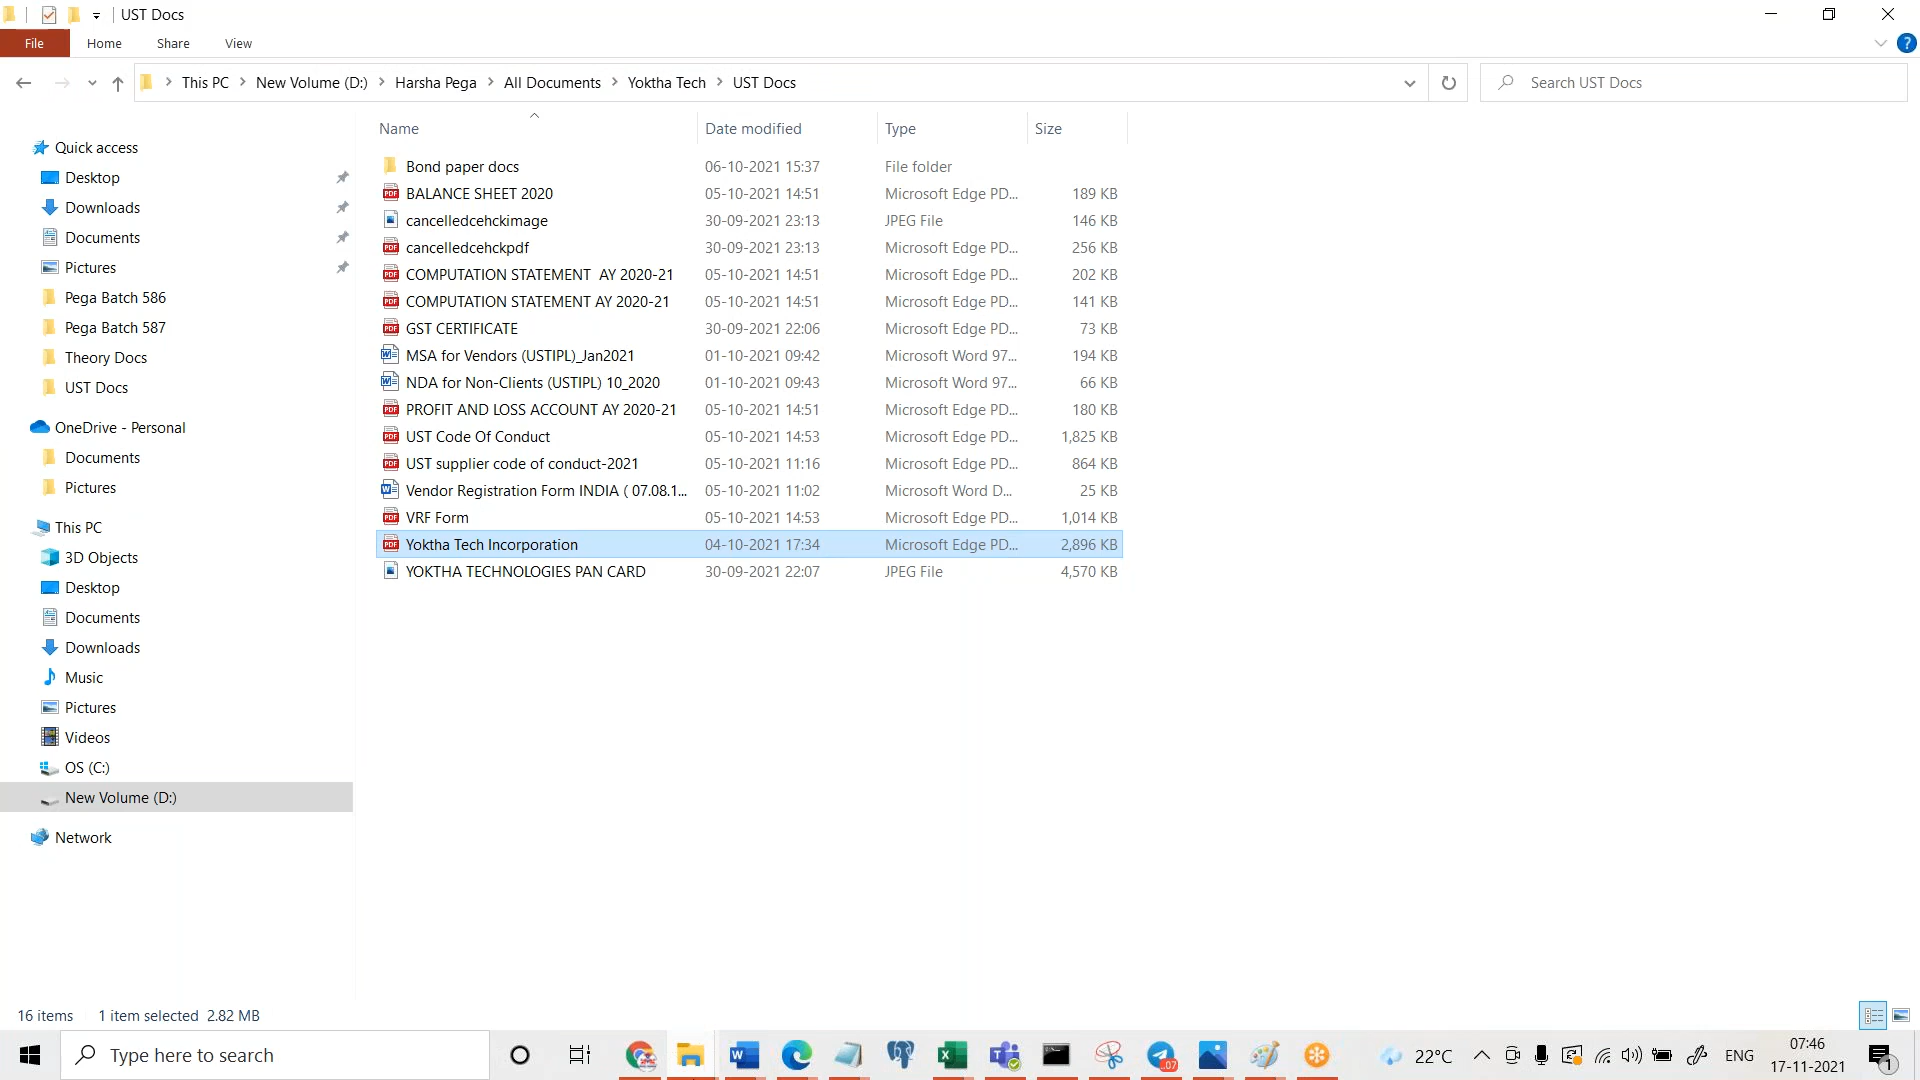 UST Docs
File Home Share View
This PC New Volume (D:) Harsha Pega All Documents Yoktha Tech UST Docs
Search UST Docs
Name Date modified Type Size
Quick access
Desktop
Downloads
Documents
Pictures
Pega Batch 586
Pega Batch 587
Theory Docs
UST Docs
OneDrive - Personal
Documents
Pictures
This PC
3D Objects
Desktop
Documents
Downloads
Music
Pictures
Videos
OS (C:)
New Volume (D:)
Network
Bond paper docs 06-10-2021 15:37 File folder
BALANCE SHEET 2020 05-10-2021 14:51 Microsoft Edge PD... 189 KB
cancelledcehckimage 30-09-2021 23:13 JPEG File 146 KB
cancelledcehckpdf 30-09-2021 23:13 Microsoft Edge PD... 256 KB
COMPUTATION STATEMENT  AY 2020-21 05-10-2021 14:51 Microsoft Edge PD... 202 KB
COMPUTATION STATEMENT AY 2020-21 05-10-2021 14:51 Microsoft Edge PD... 141 KB
GST CERTIFICATE 30-09-2021 22:06 Microsoft Edge PD... 73 KB
MSA for Vendors (USTIPL)_Jan2021 01-10-2021 09:42 Microsoft Word 97... 194 KB
NDA for Non-Clients (USTIPL) 10_2020 01-10-2021 09:43 Microsoft Word 97... 66 KB
PROFIT AND LOSS ACCOUNT AY 2020-21 05-10-2021 14:51 Microsoft Edge PD... 180 KB
UST Code Of Conduct 05-10-2021 14:53 Microsoft Edge PD... 1,825 KB
UST supplier code of conduct-2021 05-10-2021 11:16 Microsoft Edge PD... 864 KB
Vendor Registration Form INDIA ( 07.08.1... 05-10-2021 11:02 Microsoft Word D... 25 KB
VRF Form 05-10-2021 14:53 Microsoft Edge PD... 1,014 KB
Yoktha Tech Incorporation 04-10-2021 17:34 Microsoft Edge PD... 2,896 KB
YOKTHA TECHNOLOGIES PAN CARD 30-09-2021 22:07 JPEG File 4,570 KB
16 items 1 item selected 2.82 MB
Type here to search
22°C ENG
07:46
17-11-2021
1